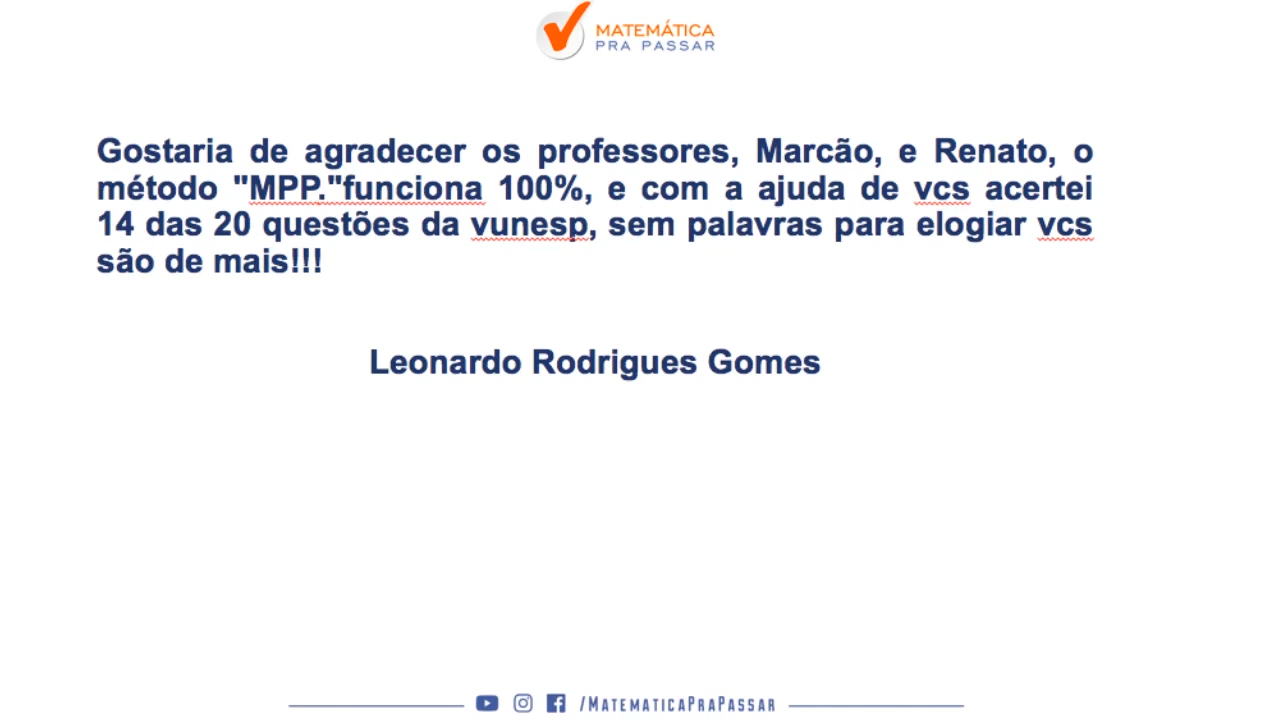 MATEMÁTICA
PRA PASSAR
Gostaria de agradecer os professores, Marcão, e Renato, o
método "MPP."funciona 100%, e com a ajuda de vcs acertei
14 das 20 questões da vunesp, sem palavras para elogiar vcs
são de mais!!!
Leonardo Rodrigues Gomes
/MATEMATICAPRAPASSAR